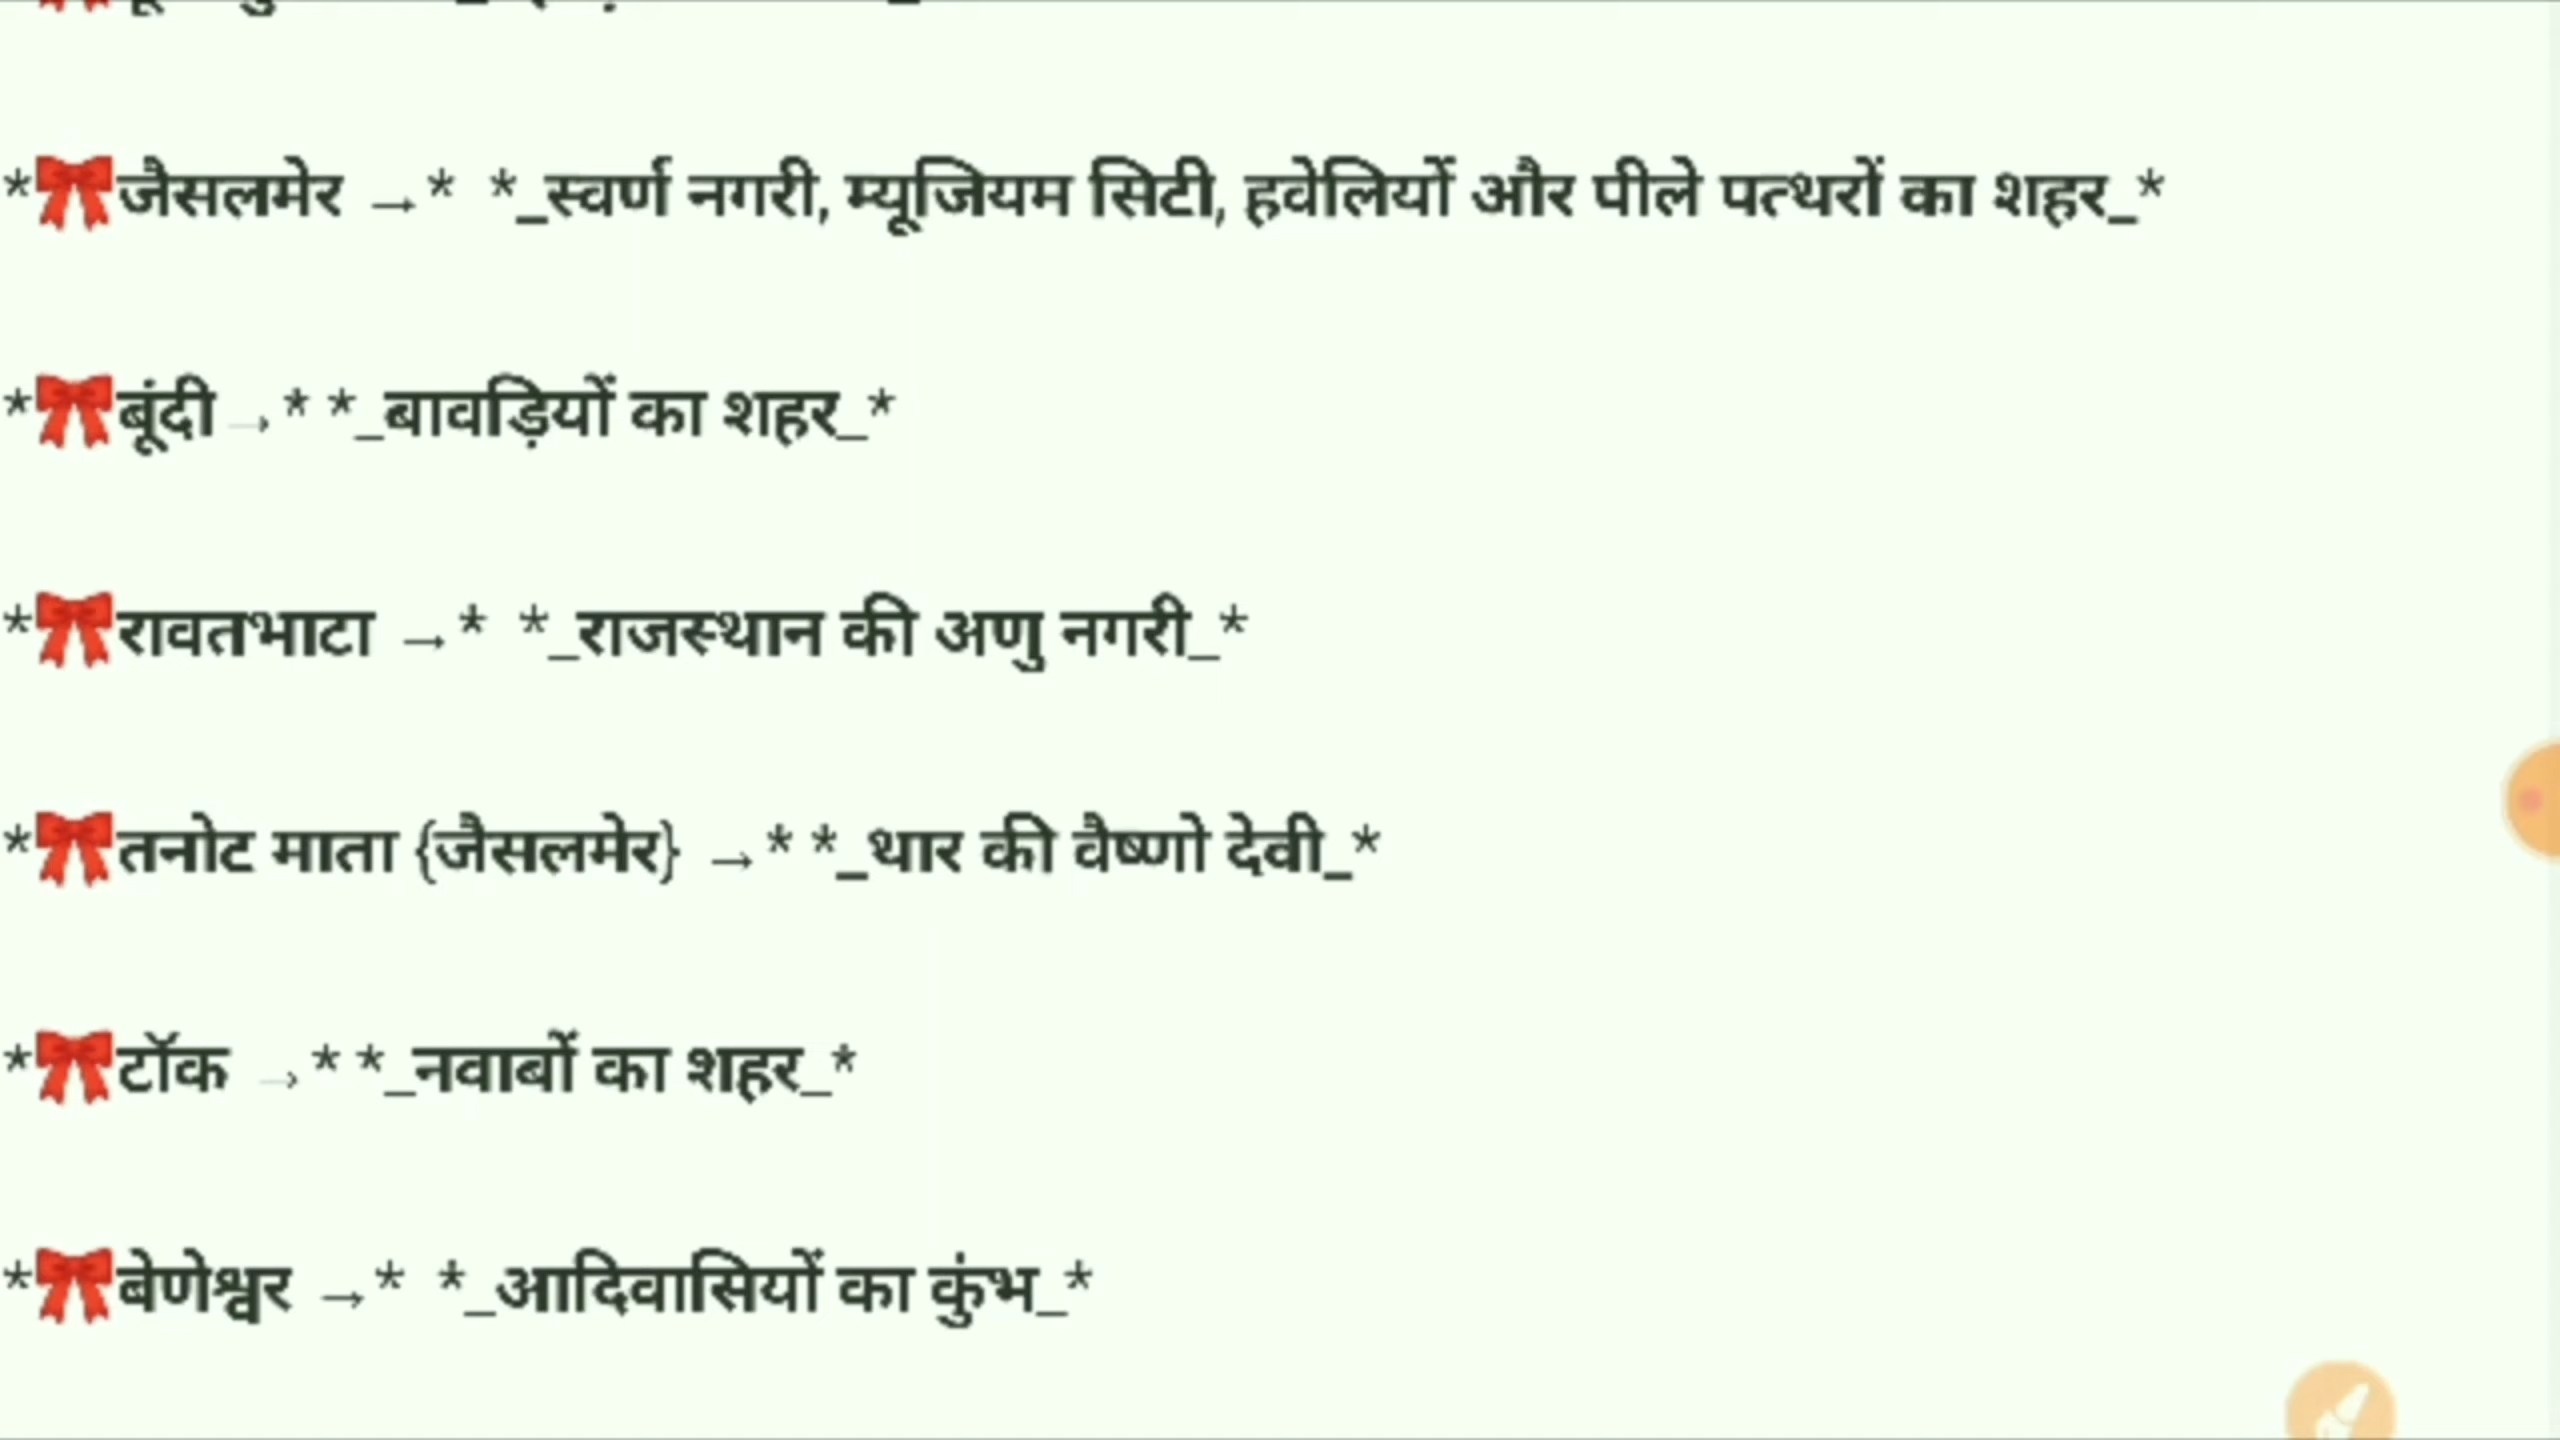 *🎀जैसलमेर →* *_स्वर्ण नगरी, म्यूजियम सिटी, हवेलियों और पीले पत्थरों का शहर_*
*🎀बूंदी →* *_बावड़ियों का शहर_*
*🎀रावतभाटा →* *_राजस्थान की अणु नगरी_*
*🎀तनोट माता {जैसलमेर} →* *_थार की वैष्णो देवी_*
*🎀टॉक →* *_नवाबों का शहर_*
*🎀बेणेश्वर →* *_आदिवासियों का कुंभ_*